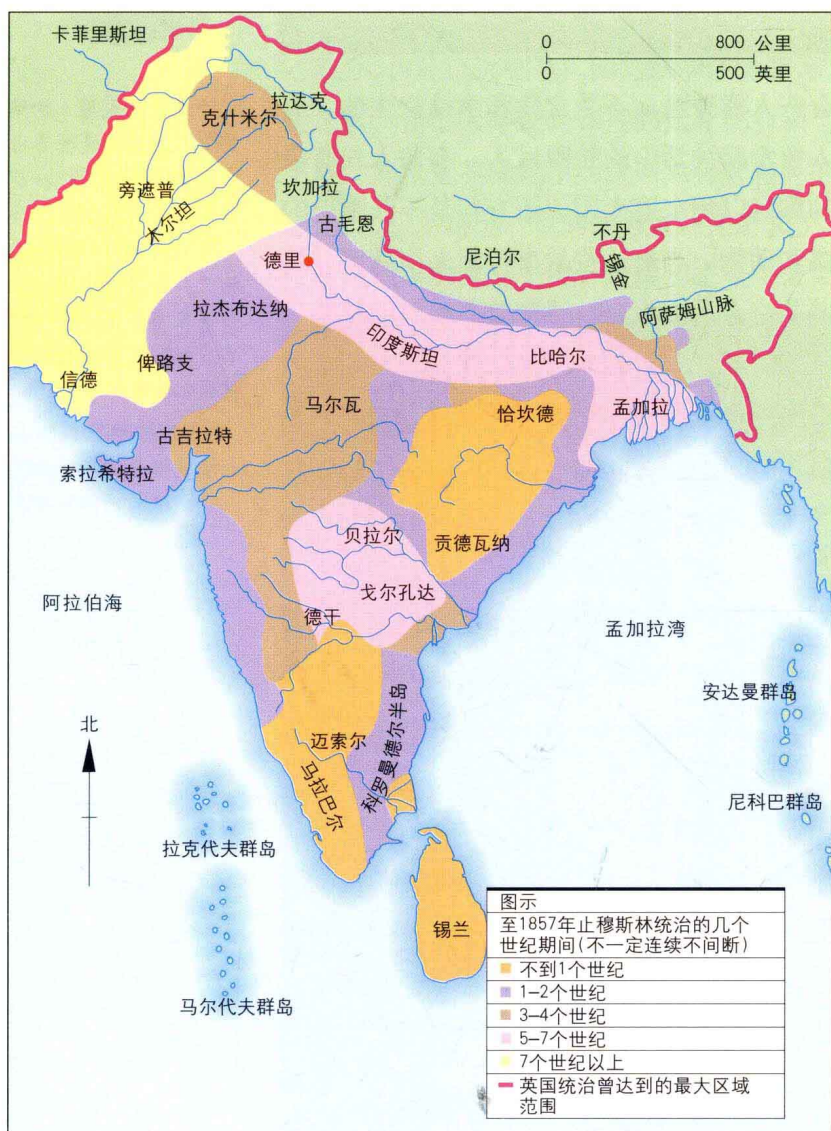 卡菲里斯坦
0 800 公里
0 500 英里
拉达克
克什米尔
旁遮普
坎加拉
木尔坦
古毛恩
不丹
德里
尼泊尔
锡金
拉杰布达纳
阿萨姆山脉
印度斯坦
比哈尔
俾路支
信德
马尔瓦
恰坎德
孟加拉
古吉拉特
索拉希特拉
贝拉尔
贡德瓦纳
戈尔孔达
阿拉伯海
德干
孟加拉湾
安达曼群岛
北
迈索尔
科罗曼德尔半岛
马拉巴尔
尼科巴群岛
拉克代夫群岛
锡兰
马尔代夫群岛
图示
至1857年止穆斯林统治的几个
世纪期间(不一定连续不间断)
不到1个世纪
1–2个世纪
3–4个世纪
5–7个世纪
7个世纪以上
英国统治曾达到的最大区域
范围